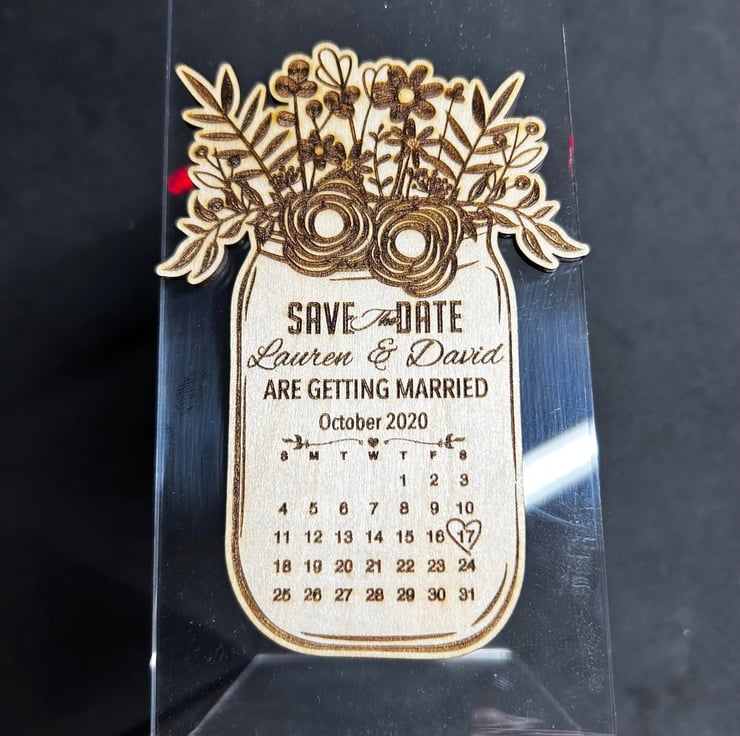 SAVE The DATE
Lauren & David
ARE GETTING MARRIED
October 2020
S M T W T F S
1 2 3
4 5 6 7 8 9 10
11 12 13 14 15 16 17
18 19 20 21 22 23 24
25 26 27 28 29 30 31